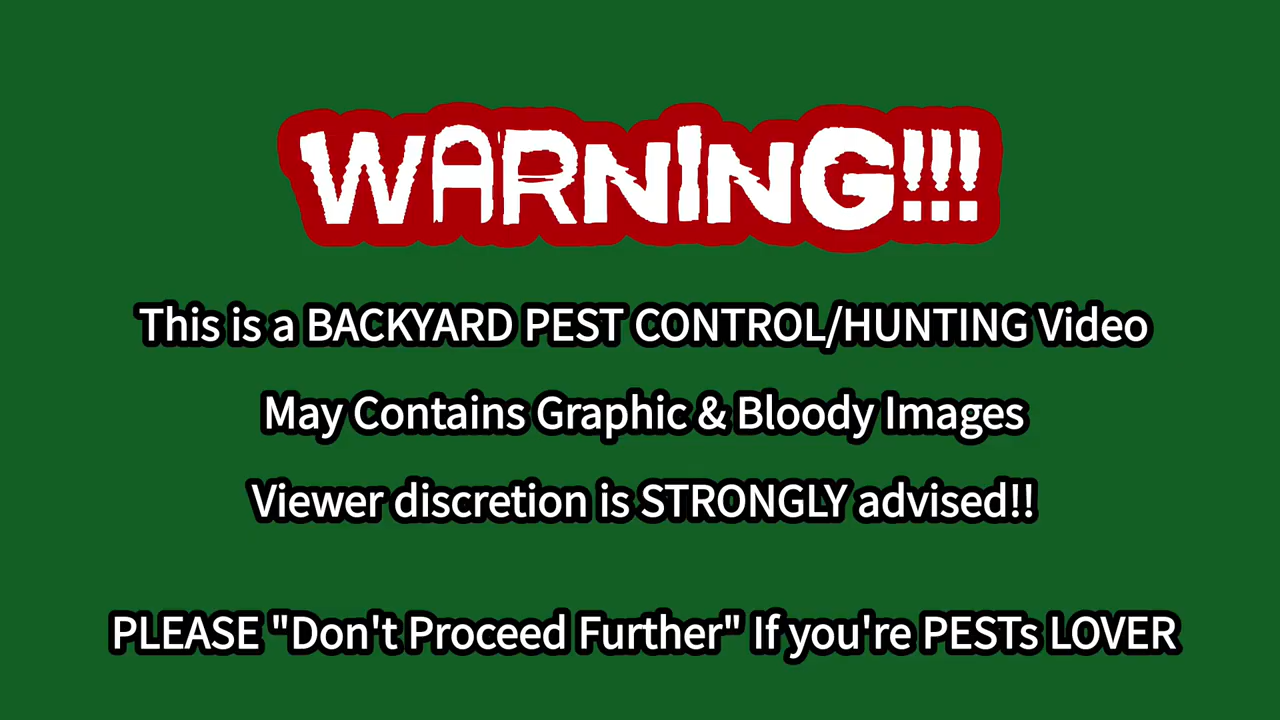 WARNING!!!
This is a BACKYARD PEST CONTROL/HUNTING Video
May Contains Graphic & Bloody Images
Viewer discretion is STRONGLY advised!!
PLEASE "Don't Proceed Further" If you're PESTs LOVER